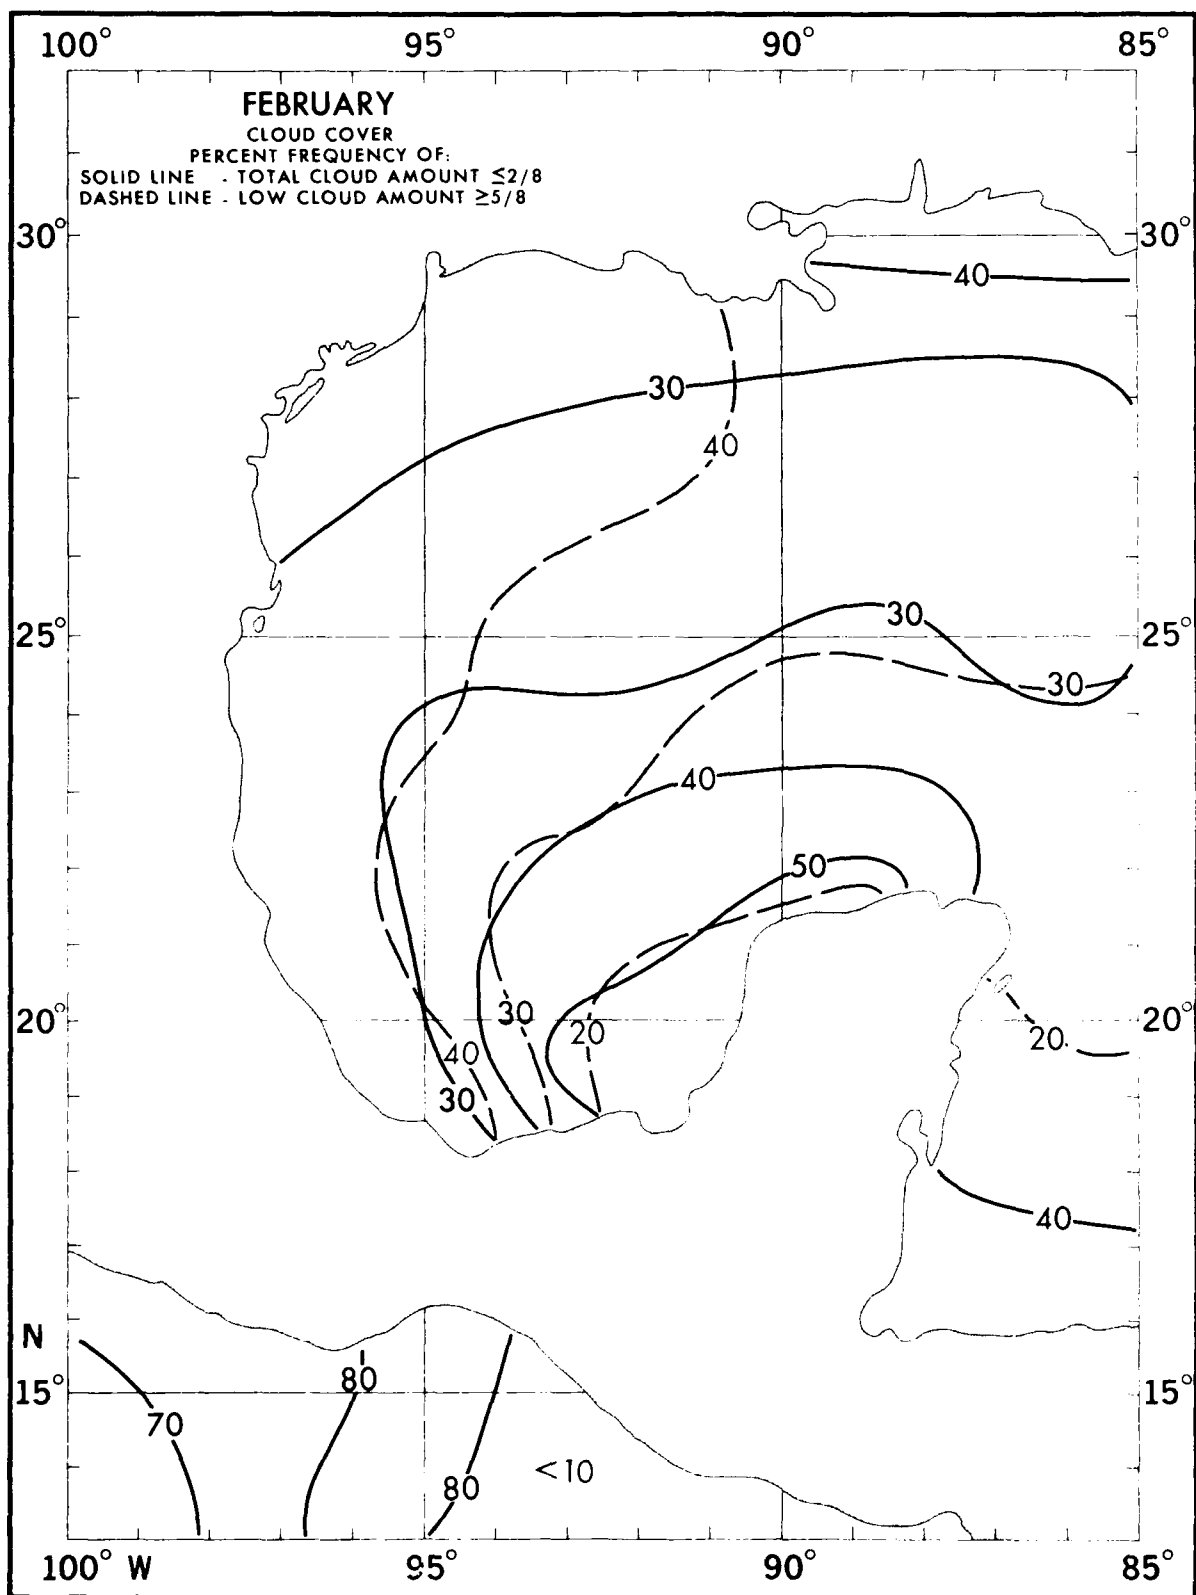 100° 95° 90° 85°
FEBRUARY
CLOUD COVER
PERCENT FREQUENCY OF:
SOLID LINE - TOTAL CLOUD AMOUNT ≤2/8
DASHED LINE - LOW CLOUD AMOUNT ≥5/8
30° 30°
40
30
40
30
25° 25°
30
40
50
30
20° 20°
20
20
40
30
40
N
80
15° 15°
70
<10
80
100° W 95° 90° 85°